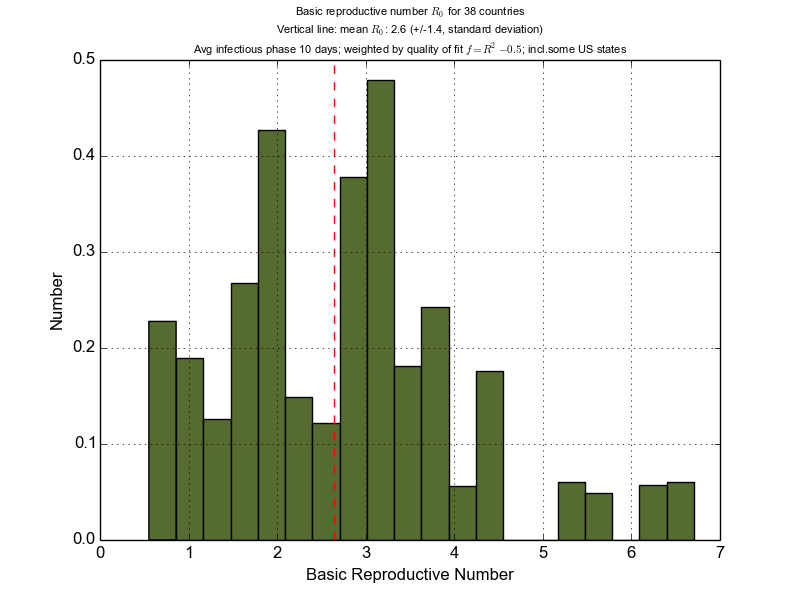 Basic reproductive number R₀ for 38 countries
Vertical line: mean R₀: 2.6 (+/-1.4, standard deviation)
Avg infectious phase 10 days; weighted by quality of fit f=R² −0.5; incl.some US states
0.5
0.4
0.3
0.2
0.1
0.0
Number
0 1 2 3 4 5 6 7
Basic Reproductive Number